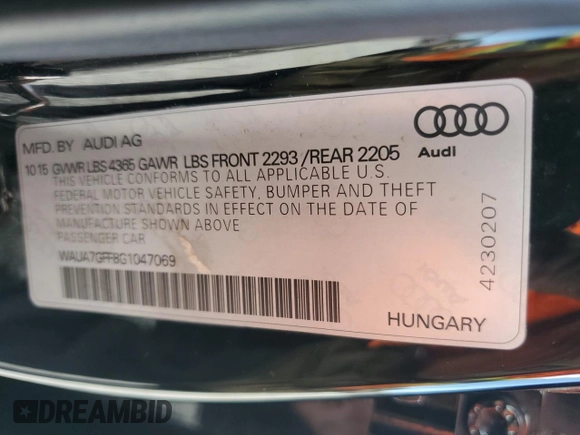 MFD. BY AUDI AG
10 15 GVWR LBS 4365 GAWR LBS FRONT 2293 /REAR 2205
THIS VEHICLE CONFORMS TO ALL APPLICABLE U.S.
FEDERAL MOTOR VEHICLE SAFETY, BUMPER AND THEFT
PREVENTION STANDARDS IN EFFECT ON THE DATE OF
MANUFACTURE SHOWN ABOVE
PASSENGER CAR
WAUA7GFF8G1047069
Audi
4230207
HUNGARY
DREAMBID